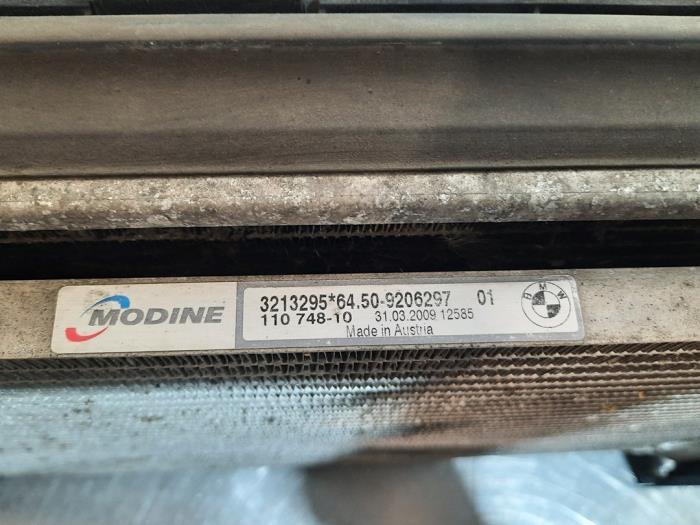 MODINE
3213295*64.50-9206297 01
110 748-10 31.03.2009 12585
Made in Austria
BMW